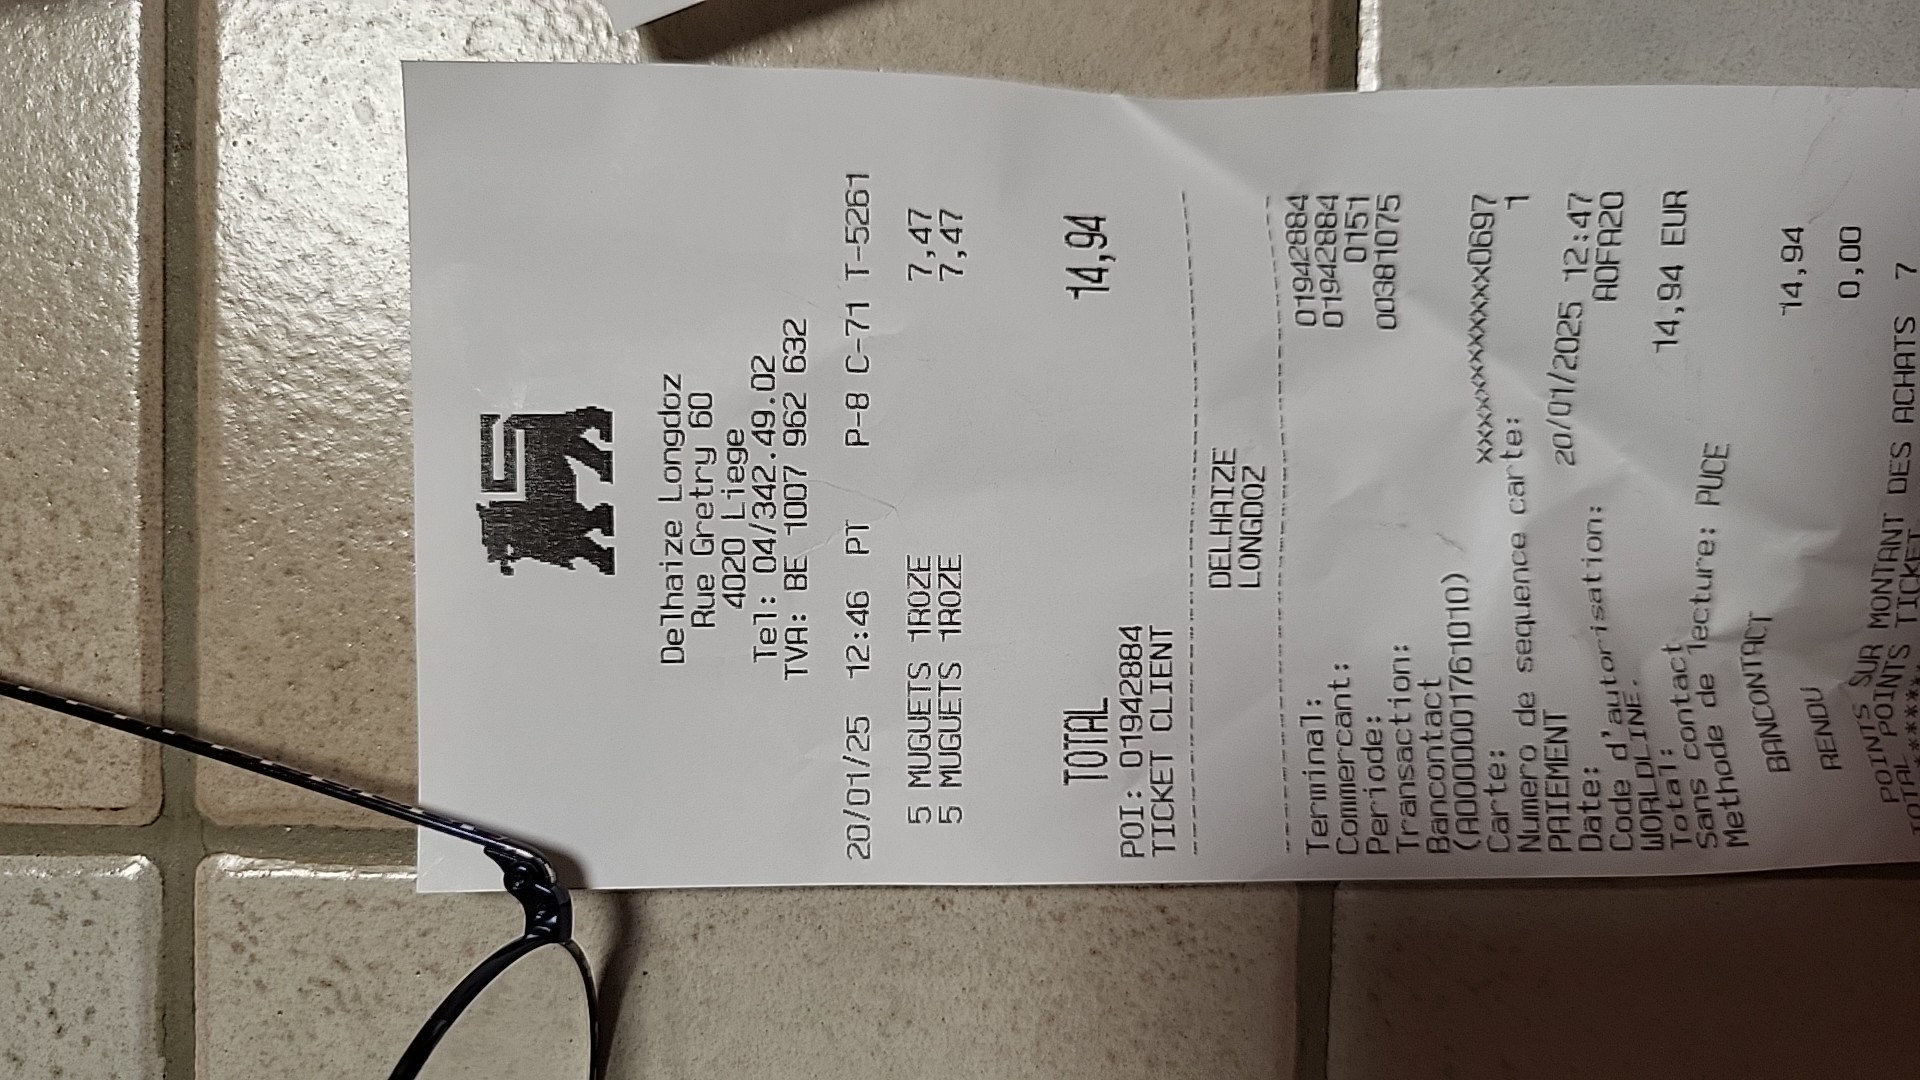 Delhaize Longdoz
Rue Gretry 60
4020 Liege
Tel: 04/342.49.02
TVA: BE 1007 962 632
20/01/25 12:46 PT P-8 C-71 T-5261
5 MUGUETS 1ROZE 7,47
5 MUGUETS 1ROZE 7,47
TOTAL 14,94
POI: 01942884
TICKET CLIENT
DELHAIZE
LONGDOZ
Terminal: 01942884
Commercant: 01942884
Periode: 0151
Transaction: 00381075
Bancontact
(A0000001761010)
Carte: xxxxxxxxxxxxxxx0697
Numero de sequence carte: 1
PAIEMENT
Date: 20/01/2025 12:47
Code d'autorisation: A0FA20
WORLDLINE.
Total: 14,94 EUR
Sans contact
Methode de lecture: PUCE
BANCONTACT 14,94
RENDU 0,00
POINTS SUR MONTANT DES ACHATS 7
TOTAL POINTS TICKET